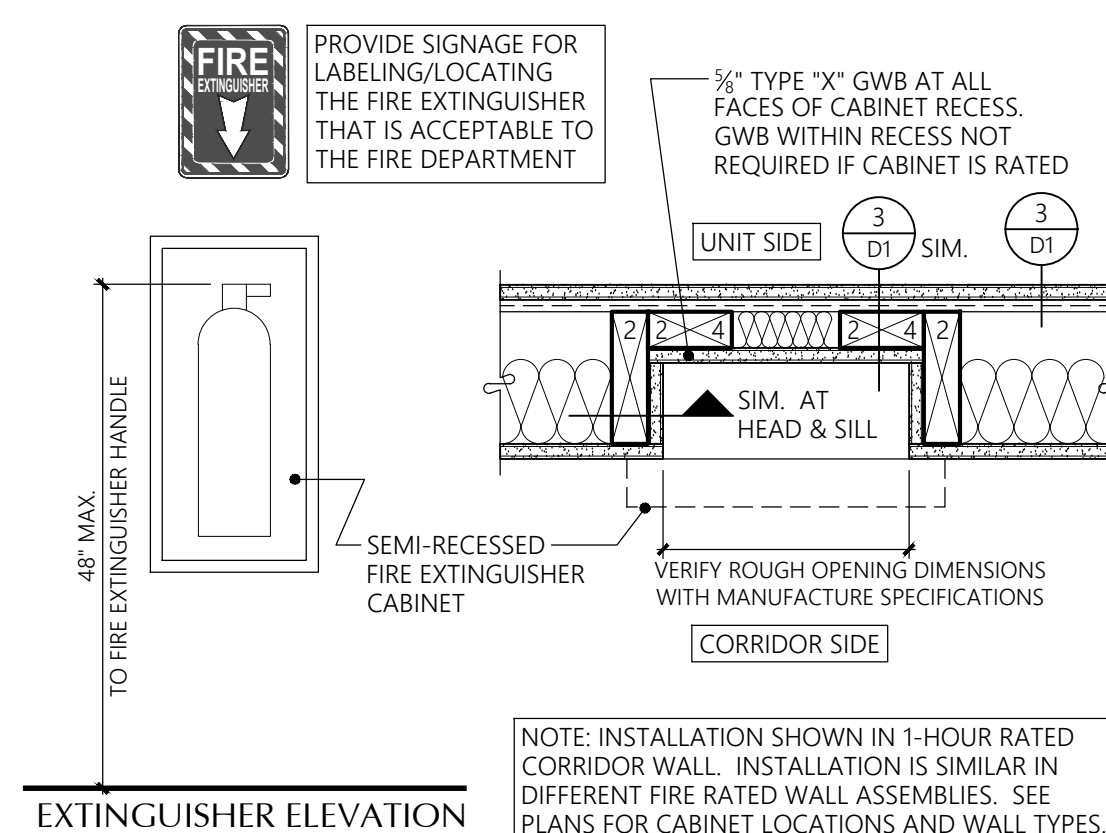 FIRE
EXTINGUISHER
PROVIDE SIGNAGE FOR
LABELING/LOCATING
THE FIRE EXTINGUISHER
THAT IS ACCEPTABLE TO
THE FIRE DEPARTMENT
⅝" TYPE "X" GWB AT ALL
FACES OF CABINET RECESS.
GWB WITHIN RECESS NOT
REQUIRED IF CABINET IS RATED
UNIT SIDE
3
D1
SIM.
3
D1
2
2 4
2 4
2
SIM. AT
HEAD & SILL
48" MAX.
TO FIRE EXTINGUISHER HANDLE
SEMI-RECESSED
FIRE EXTINGUISHER
CABINET
VERIFY ROUGH OPENING DIMENSIONS
WITH MANUFACTURE SPECIFICATIONS
CORRIDOR SIDE
NOTE: INSTALLATION SHOWN IN 1-HOUR RATED
CORRIDOR WALL. INSTALLATION IS SIMILAR IN
DIFFERENT FIRE RATED WALL ASSEMBLIES. SEE
PLANS FOR CABINET LOCATIONS AND WALL TYPES.
EXTINGUISHER ELEVATION